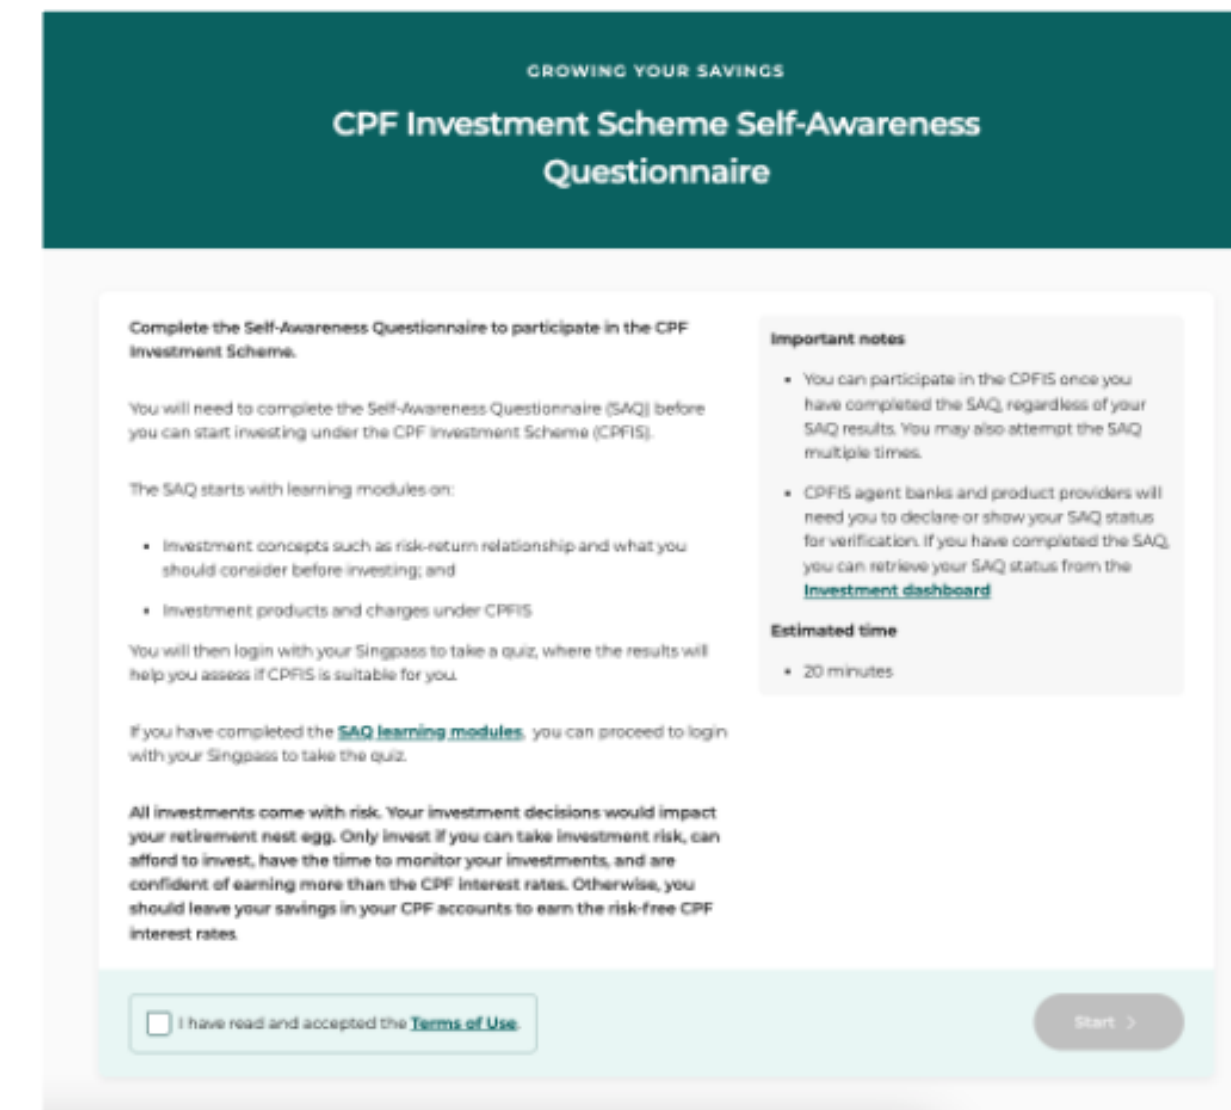 GROWING YOUR SAVINGS
CPF Investment Scheme Self-Awareness
Questionnaire
Complete the Self-Awareness Questionnaire to participate in the CPF
Investment Scheme.
You will need to complete the Self-Awareness Questionnaire (SAQ) before
you can start investing under the CPF Investment Scheme (CPFIS).
The SAQ starts with learning modules on:
• Investment concepts such as risk-return relationship and what you
should consider before investing; and
• Investment products and charges under CPFIS
You will then login with your Singpass to take a quiz, where the results will
help you assess if CPFIS is suitable for you.
If you have completed the SAQ learning modules, you can proceed to login
with your Singpass to take the quiz.
All investments come with risk. Your investment decisions would impact
your retirement nest egg. Only invest if you can take investment risk, can
afford to invest, have the time to monitor your investments, and are
confident of earning more than the CPF interest rates. Otherwise, you
should leave your savings in your CPF accounts to earn the risk-free CPF
interest rates.
Important notes
• You can participate in the CPFIS once you
have completed the SAQ, regardless of your
SAQ results. You may also attempt the SAQ
multiple times.
• CPFIS agent banks and product providers will
need you to declare or show your SAQ status
for verification. If you have completed the SAQ,
you can retrieve your SAQ status from the
Investment dashboard
Estimated time
• 20 minutes
I have read and accepted the Terms of Use.
Start >